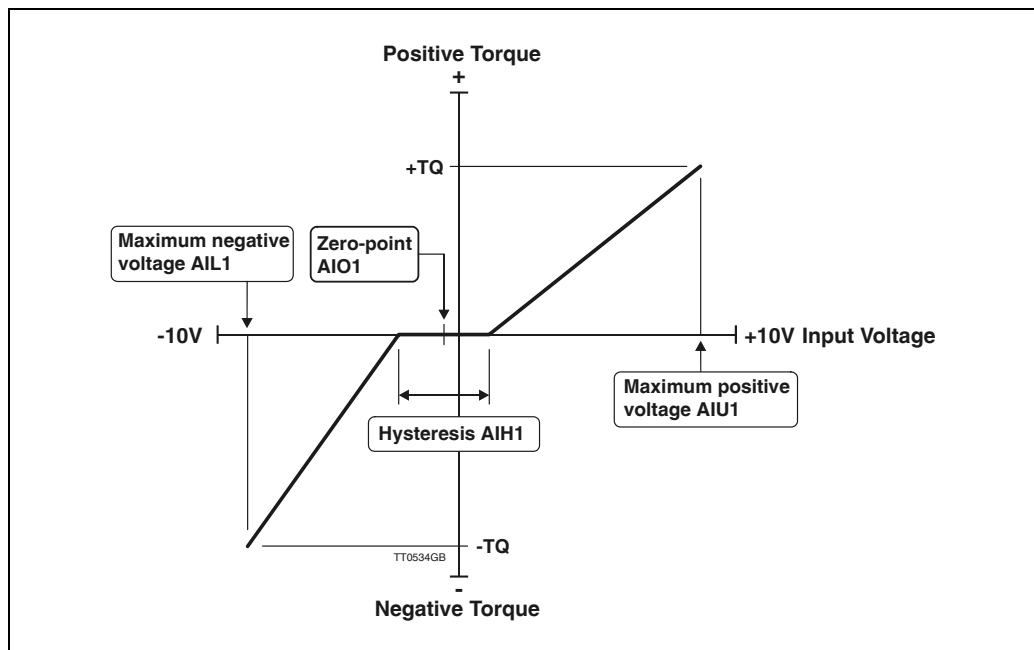 Positive Torque
+
+TQ
Maximum negative
voltage AIL1
Zero-point
AIO1
-10V
+10V Input Voltage
Maximum positive
voltage AIU1
Hysteresis AIH1
-TQ
TT0534GB
-
Negative Torque